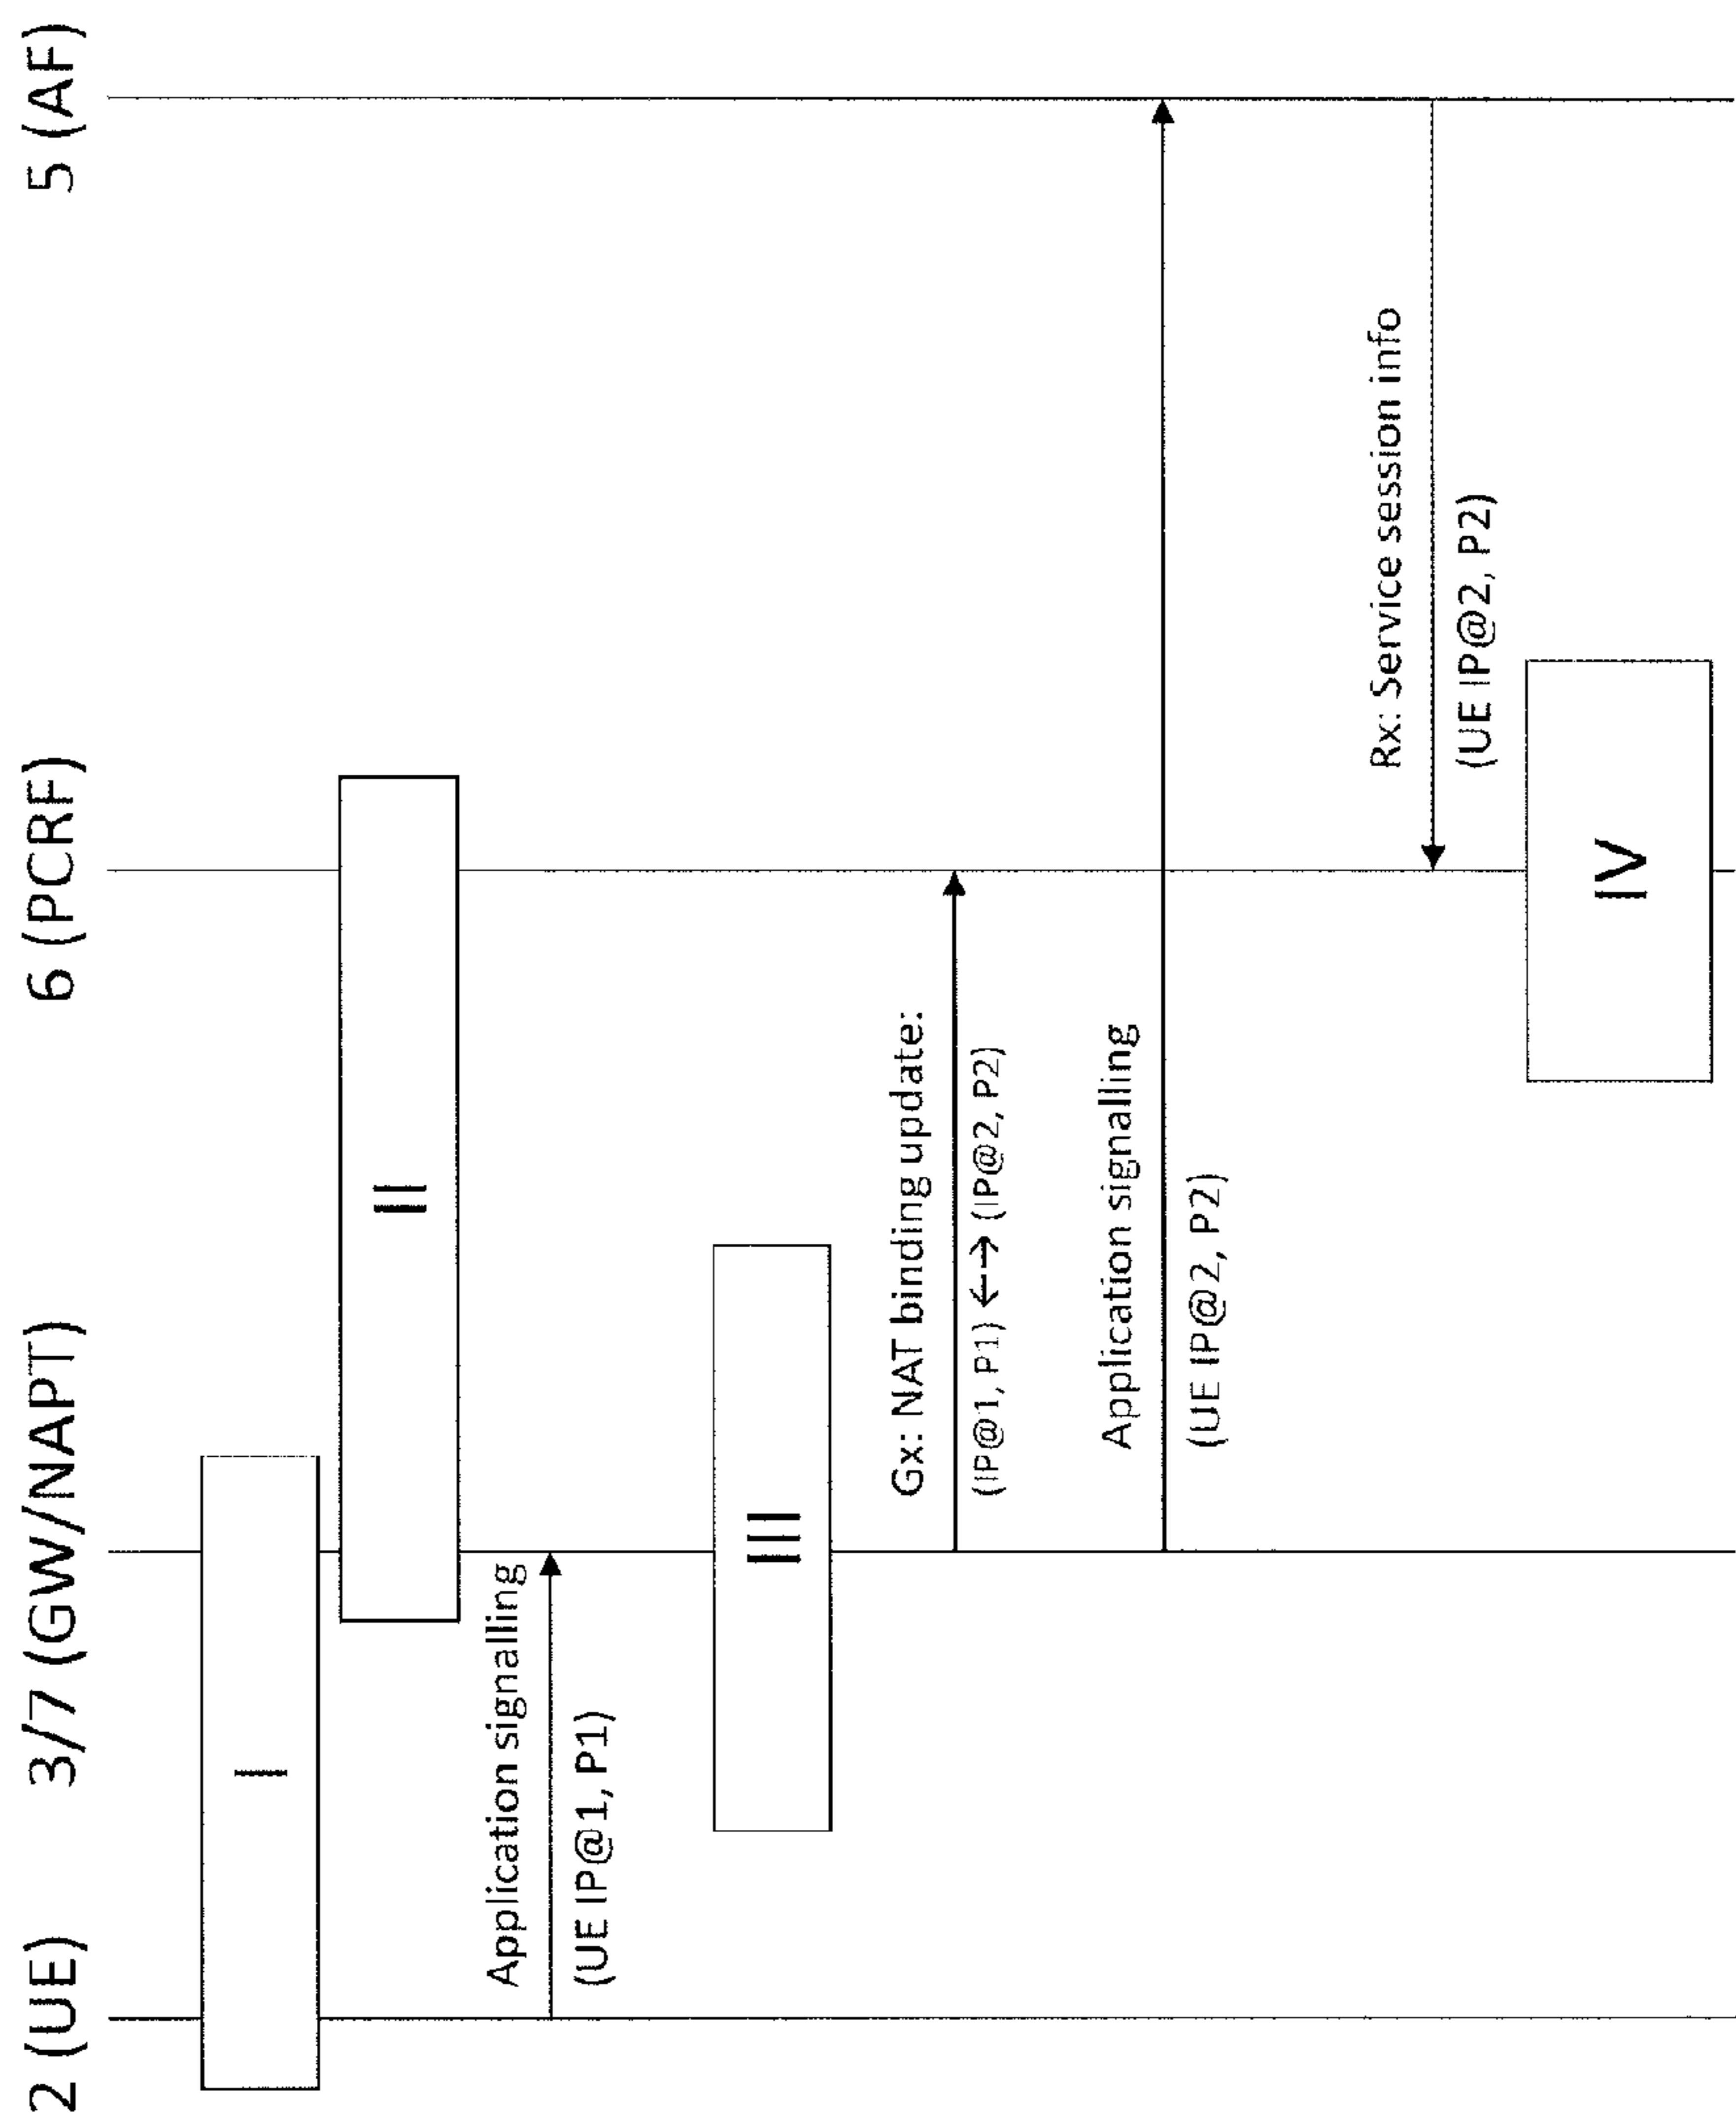 2 (UE)
3/7 (GW/NAPT)
6 (PCRF)
5 (AF)
I
II
Application signalling
(UE IP@1, P1)
III
Gx: NAT binding update:
(IP@1, P1) ←→ (IP@2, P2)
Application signalling
(UE IP@2, P2)
Rx: Service session info
(UE IP@2, P2)
IV